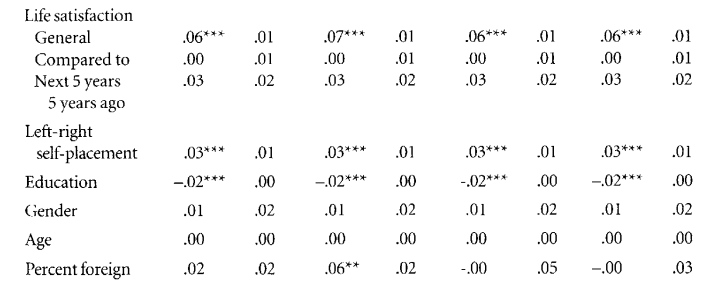 Life satisfaction
General .06*** .01 .07*** .01 .06*** .01 .06*** .01
Compared to .00 .01 .00 .01 .00 .01 .00 .01
Next 5 years .03 .02 .03 .02 .03 .02 .03 .02
5 years ago
Left-right
self-placement .03*** .01 .03*** .01 .03*** .01 .03*** .01
Education –.02*** .00 –.02*** .00 -.02*** .00 –.02*** .00
Gender .01 .02 .01 .02 .01 .02 .01 .02
Age .00 .00 .00 .00 .00 .00 .00 .00
Percent foreign .02 .02 .06** .02 -.00 .05 –.00 .03